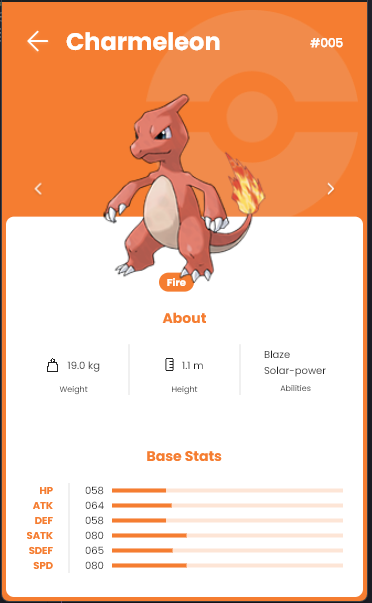 Charmeleon #005
Fire
About
19.0 kg
Weight
1.1 m
Height
Blaze
Solar-power
Abilities
Base Stats
HP 058
ATK 064
DEF 058
SATK 080
SDEF 065
SPD 080